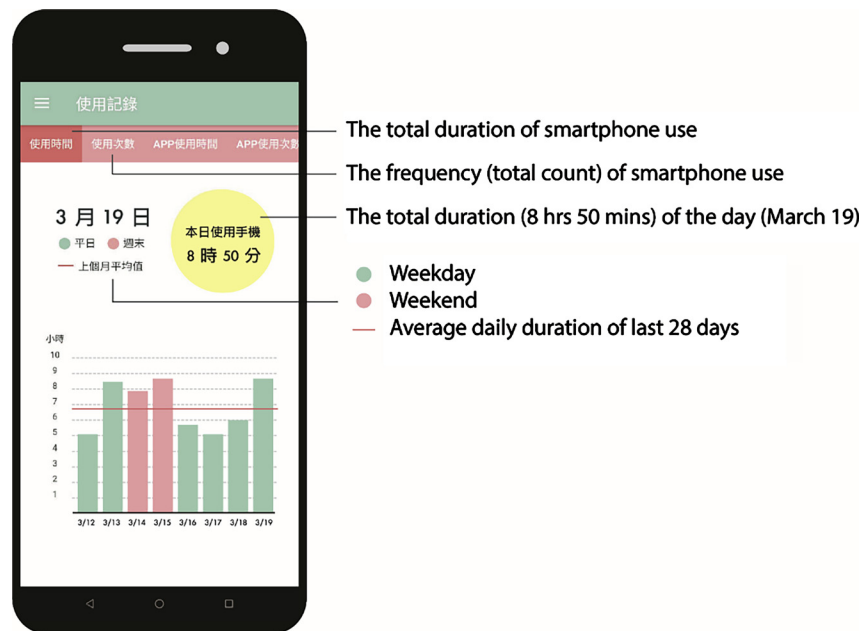 使用記錄
使用時間 使用次數 APP使用時間 APP使用次數
The total duration of smartphone use
The frequency (total count) of smartphone use
The total duration (8 hrs 50 mins) of the day (March 19)
3 月 19 日
平日 週末
上個月平均值
本日使用手機
8 時 50 分
Weekday
Weekend
Average daily duration of last 28 days
小時
10
9
8
7
6
5
4
3
2
1
3/12 3/13 3/14 3/15 3/16 3/17 3/18 3/19